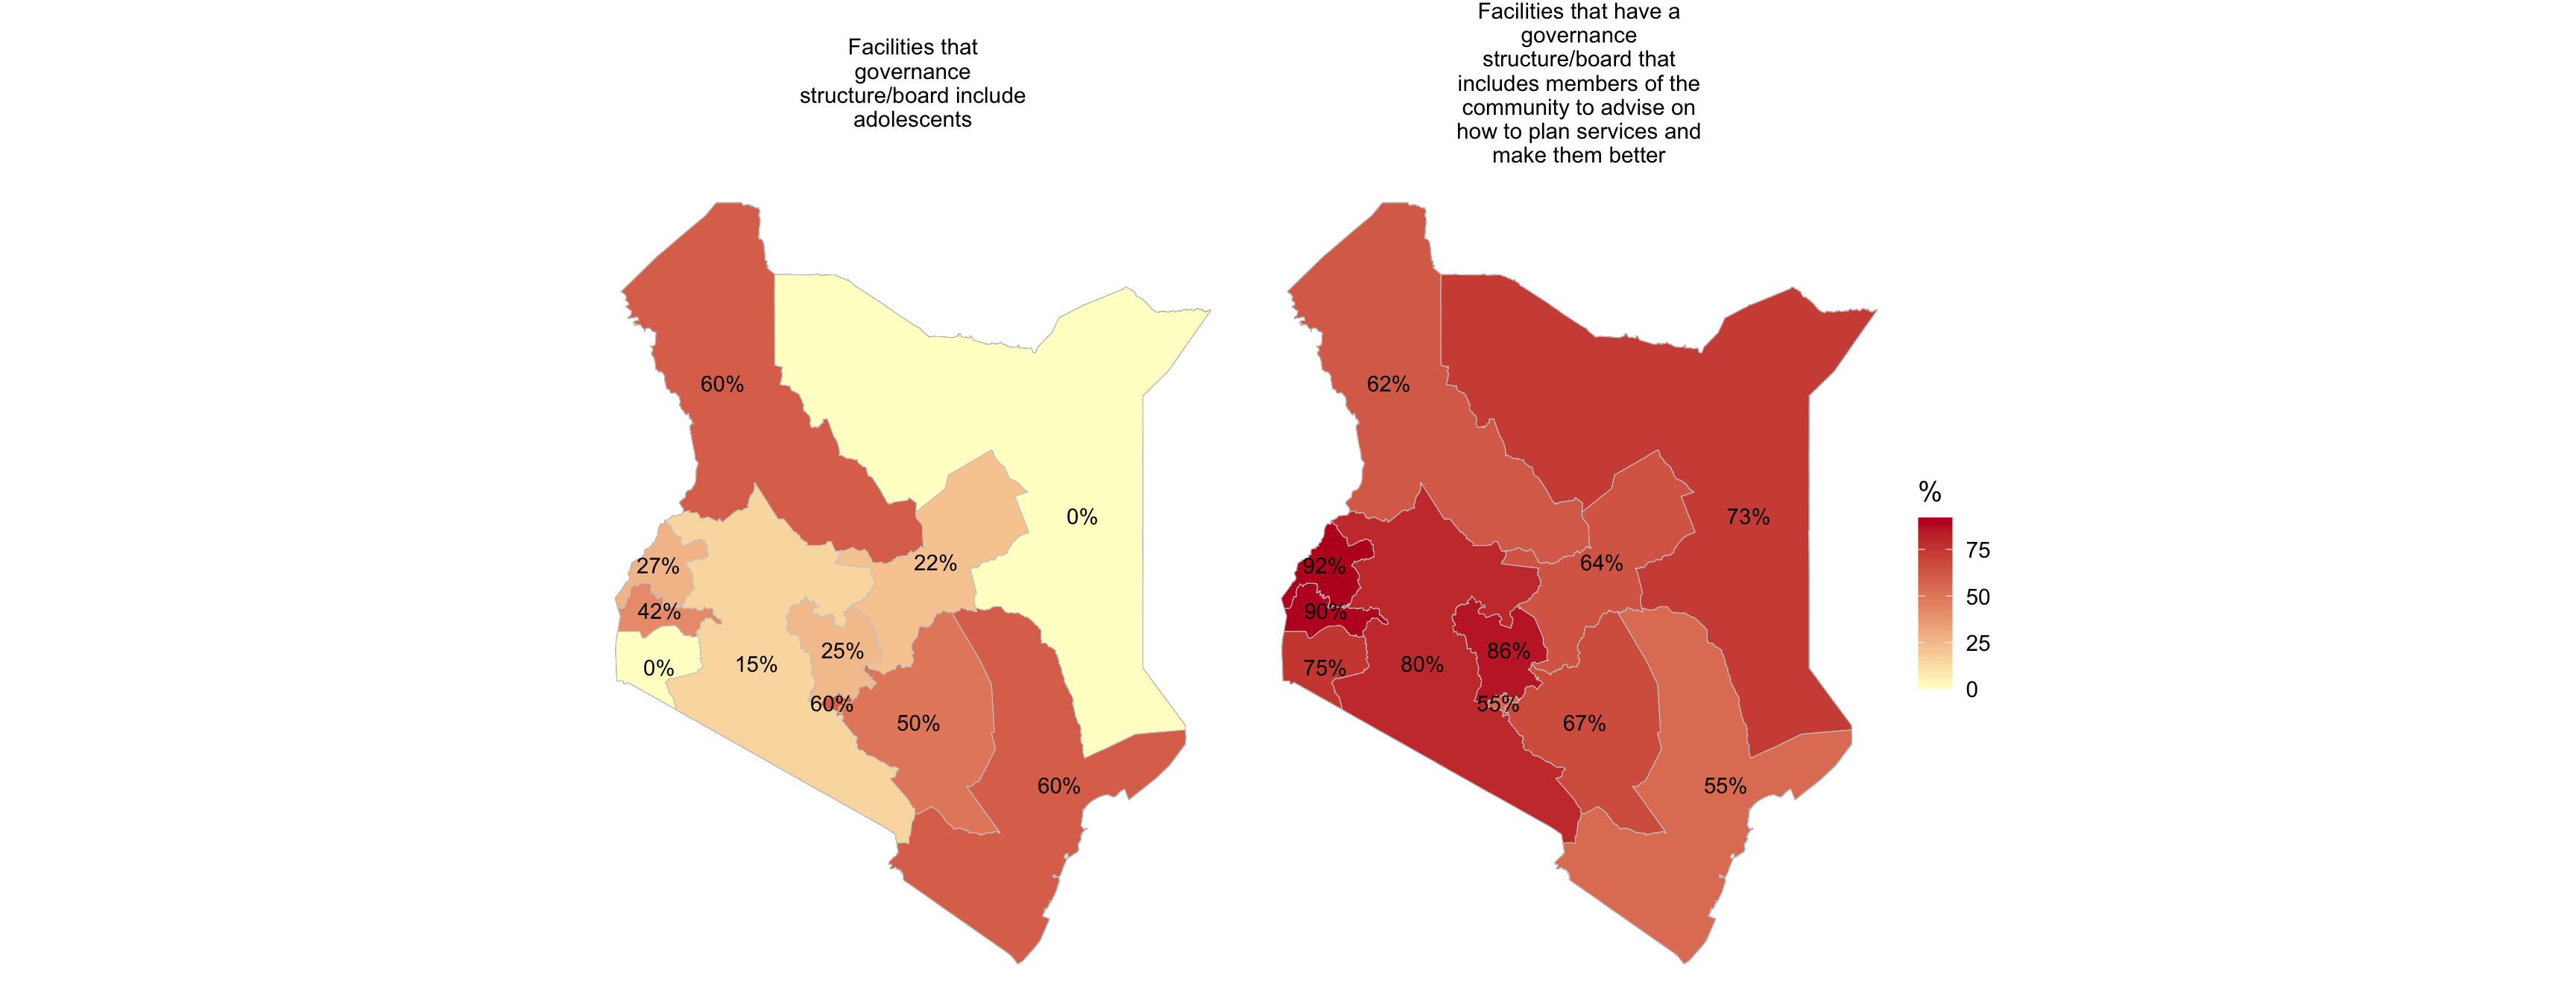 Facilities that
governance
structure/board include
adolescents
60%
0%
22%
27%
42%
0%
15%
25%
60%
50%
60%
Facilities that have a
governance
structure/board that
includes members of the
community to advise on
how to plan services and
make them better
62%
73%
64%
92%
90%
75%
80%
86%
55%
67%
55%
%
75
50
25
0